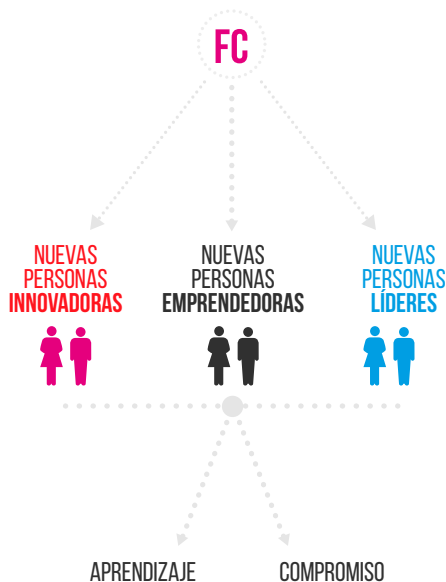 FC
NUEVAS
PERSONAS
INNOVADORAS
NUEVAS
PERSONAS
EMPRENDEDORAS
NUEVAS
PERSONAS
LÍDERES
APRENDIZAJE
COMPROMISO